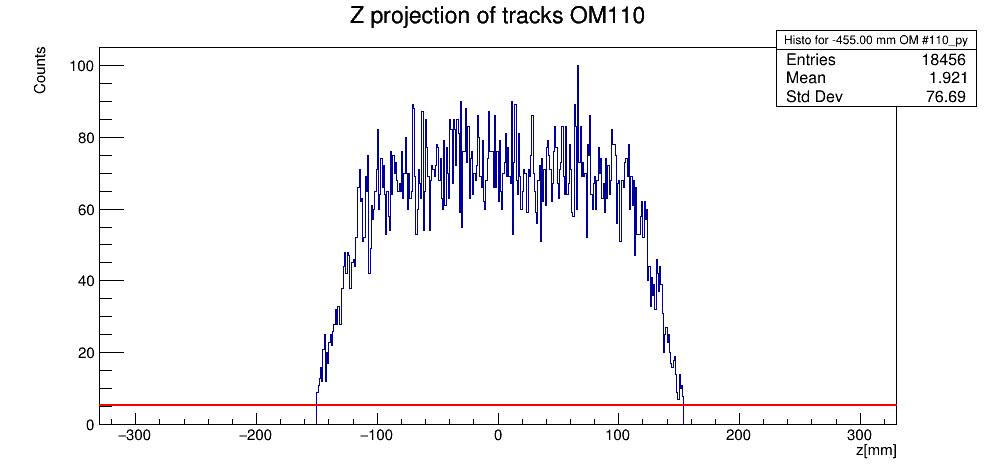 Z projection of tracks OM110
Histo for -455.00 mm OM #110_py
Entries 18456
Mean 1.921
Std Dev 76.69
Counts
100
80
60
40
20
0
−300 −200 −100 0 100 200 300
z[mm]